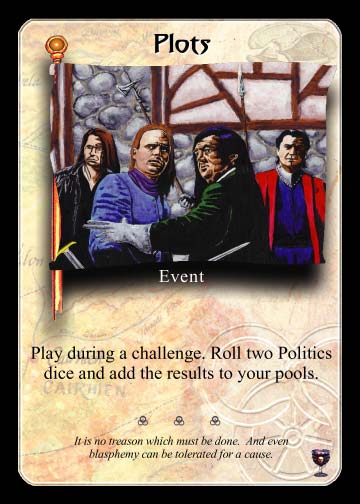 Plots
Event
Play during a challenge. Roll two Politics
dice and add the results to your pools.
CAIRHIEN
It is no treason which must be done. And even
blasphemy can be tolerated for a cause.